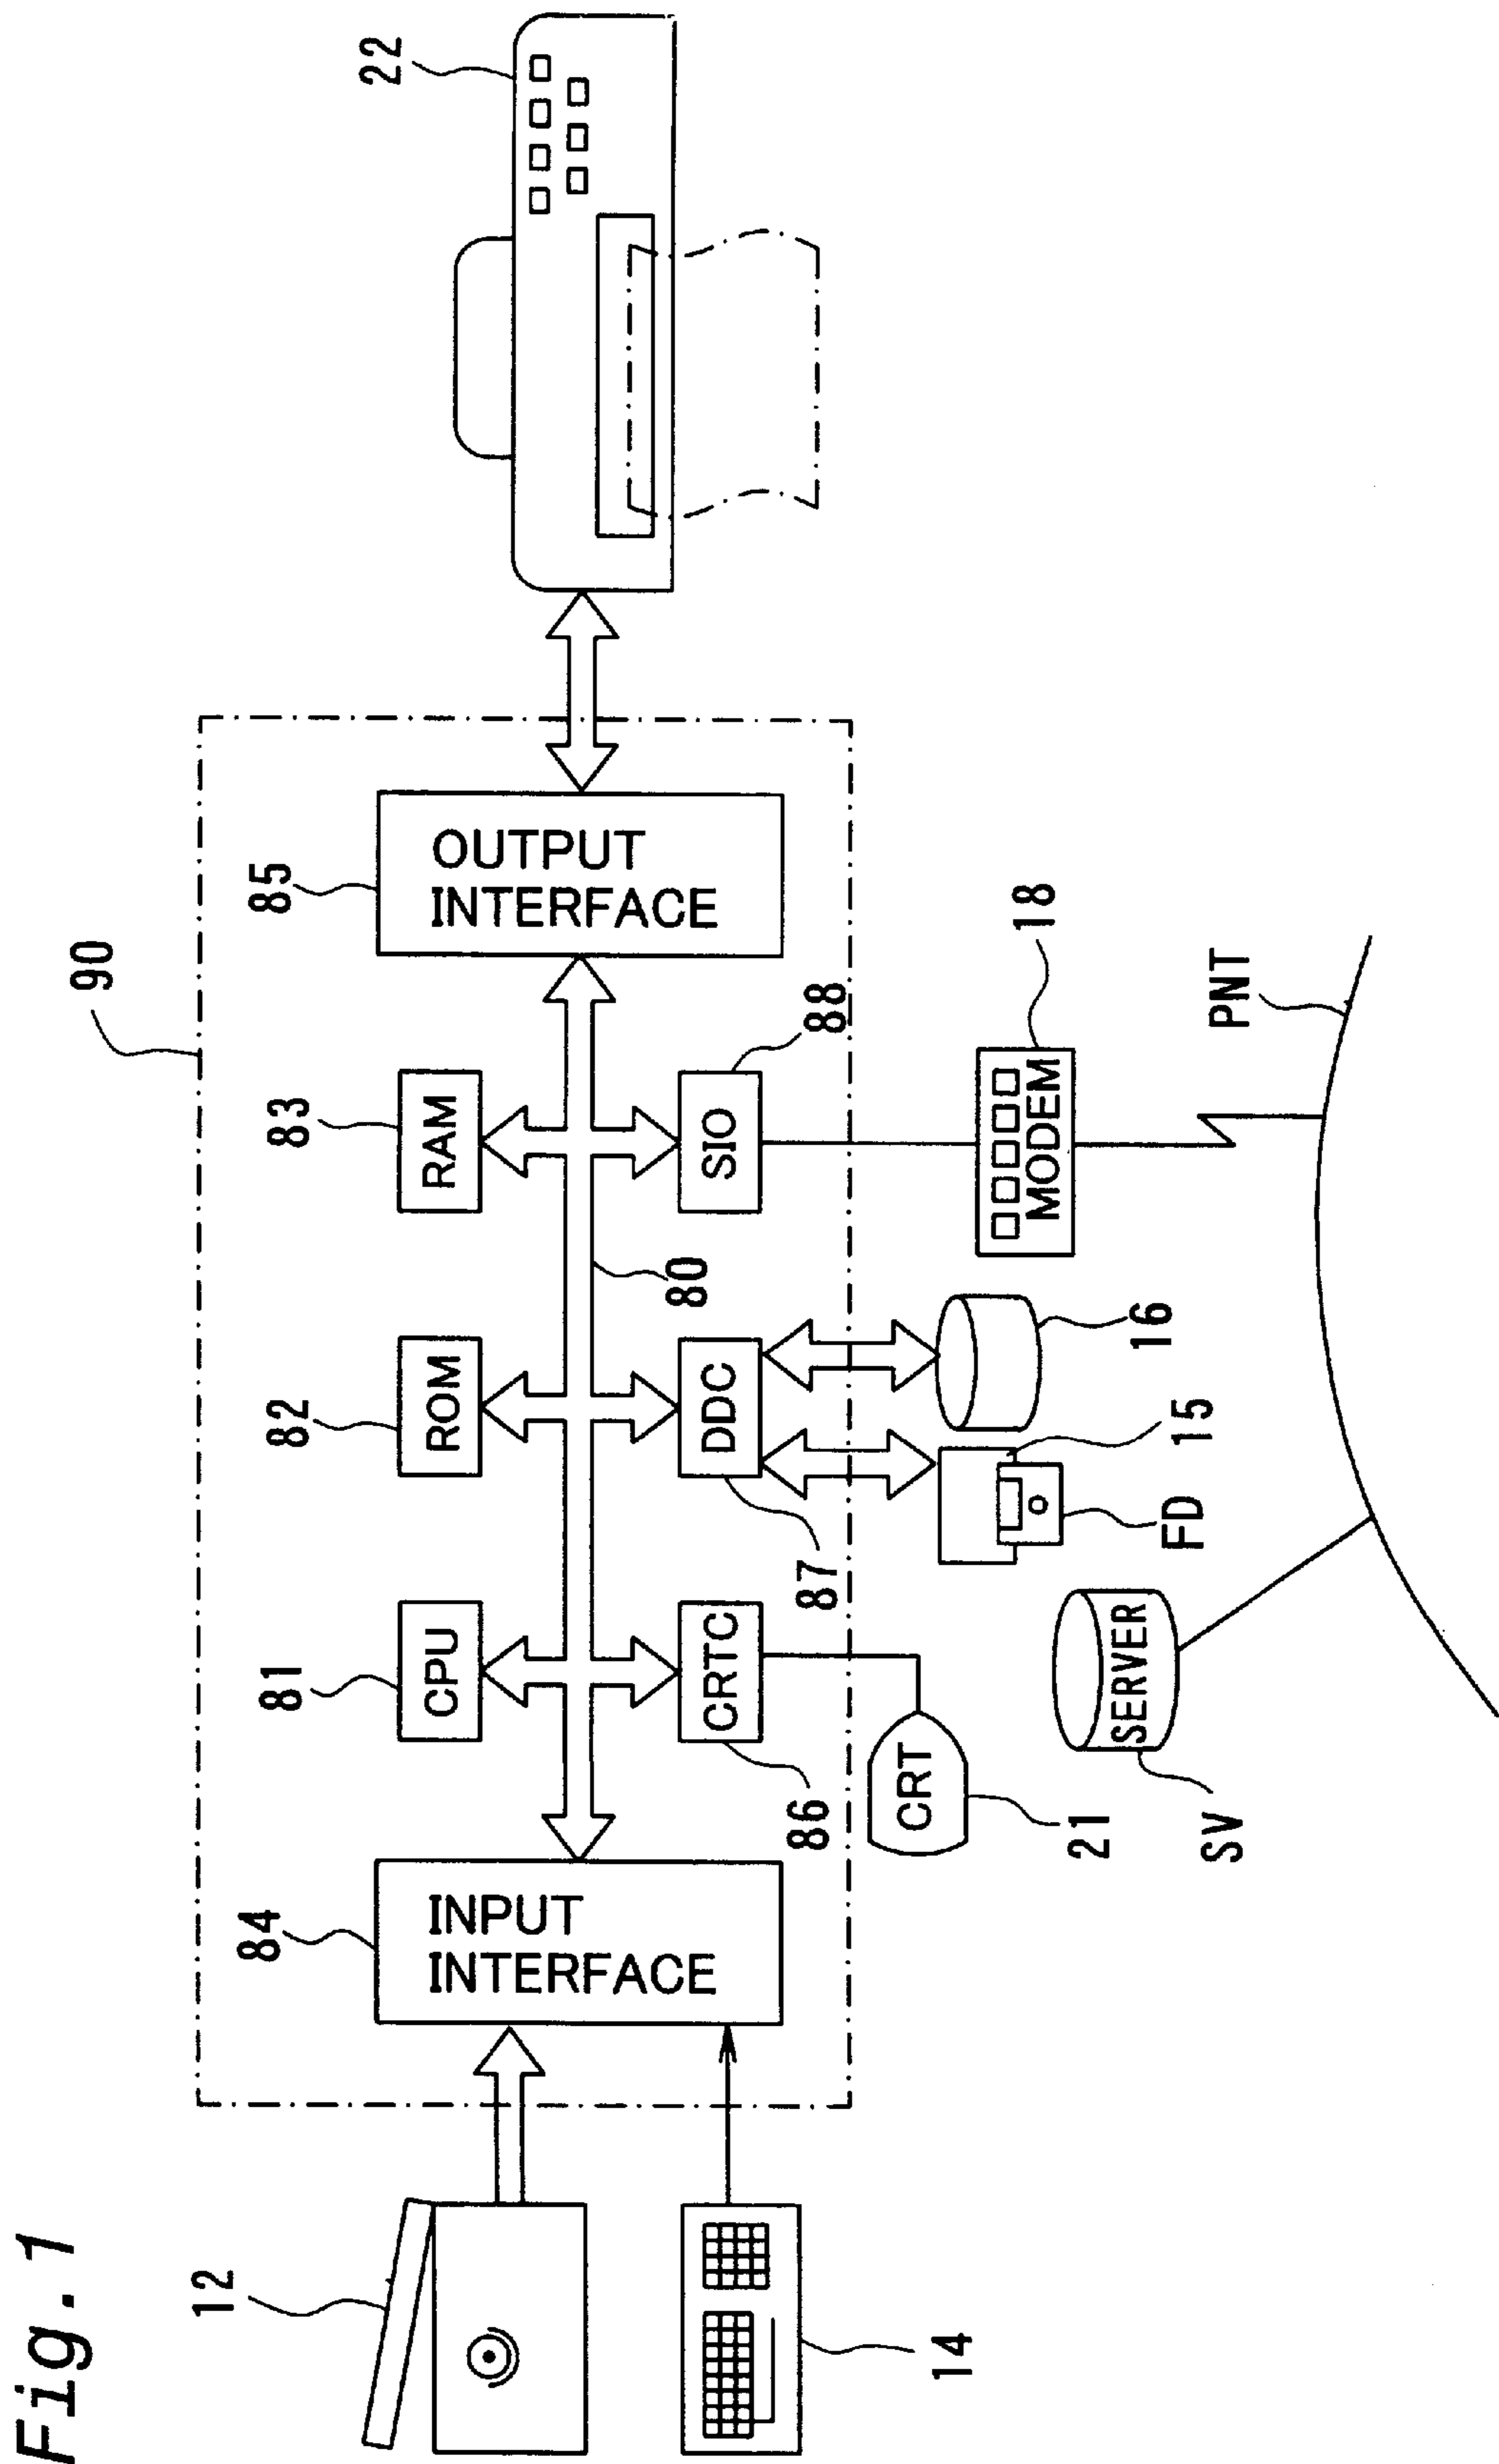 Fig. 1
90
22
12
84
81
82
83
85
INPUT
INTERFACE
CPU
ROM
RAM
OUTPUT
INTERFACE
80
CRTC
DDC
SIO
14
86
87
88
CRT
21
15
16
MODEM
18
FD
SERVER
SV
PNT